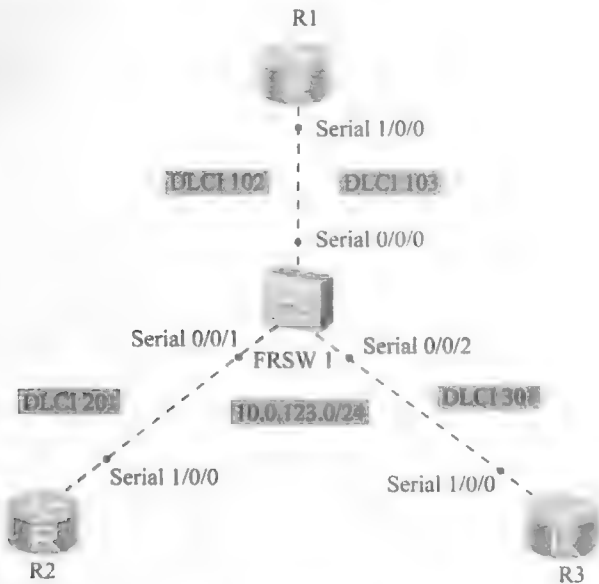 R1
Serial 1/0/0
DLCI 102 DLCI 103
Serial 0/0/0
Serial 0/0/1 Serial 0/0/2
FRSW 1
DLCI 201 10.0.123.0/24 DLCI 301
Serial 1/0/0 Serial 1/0/0
R2 R3